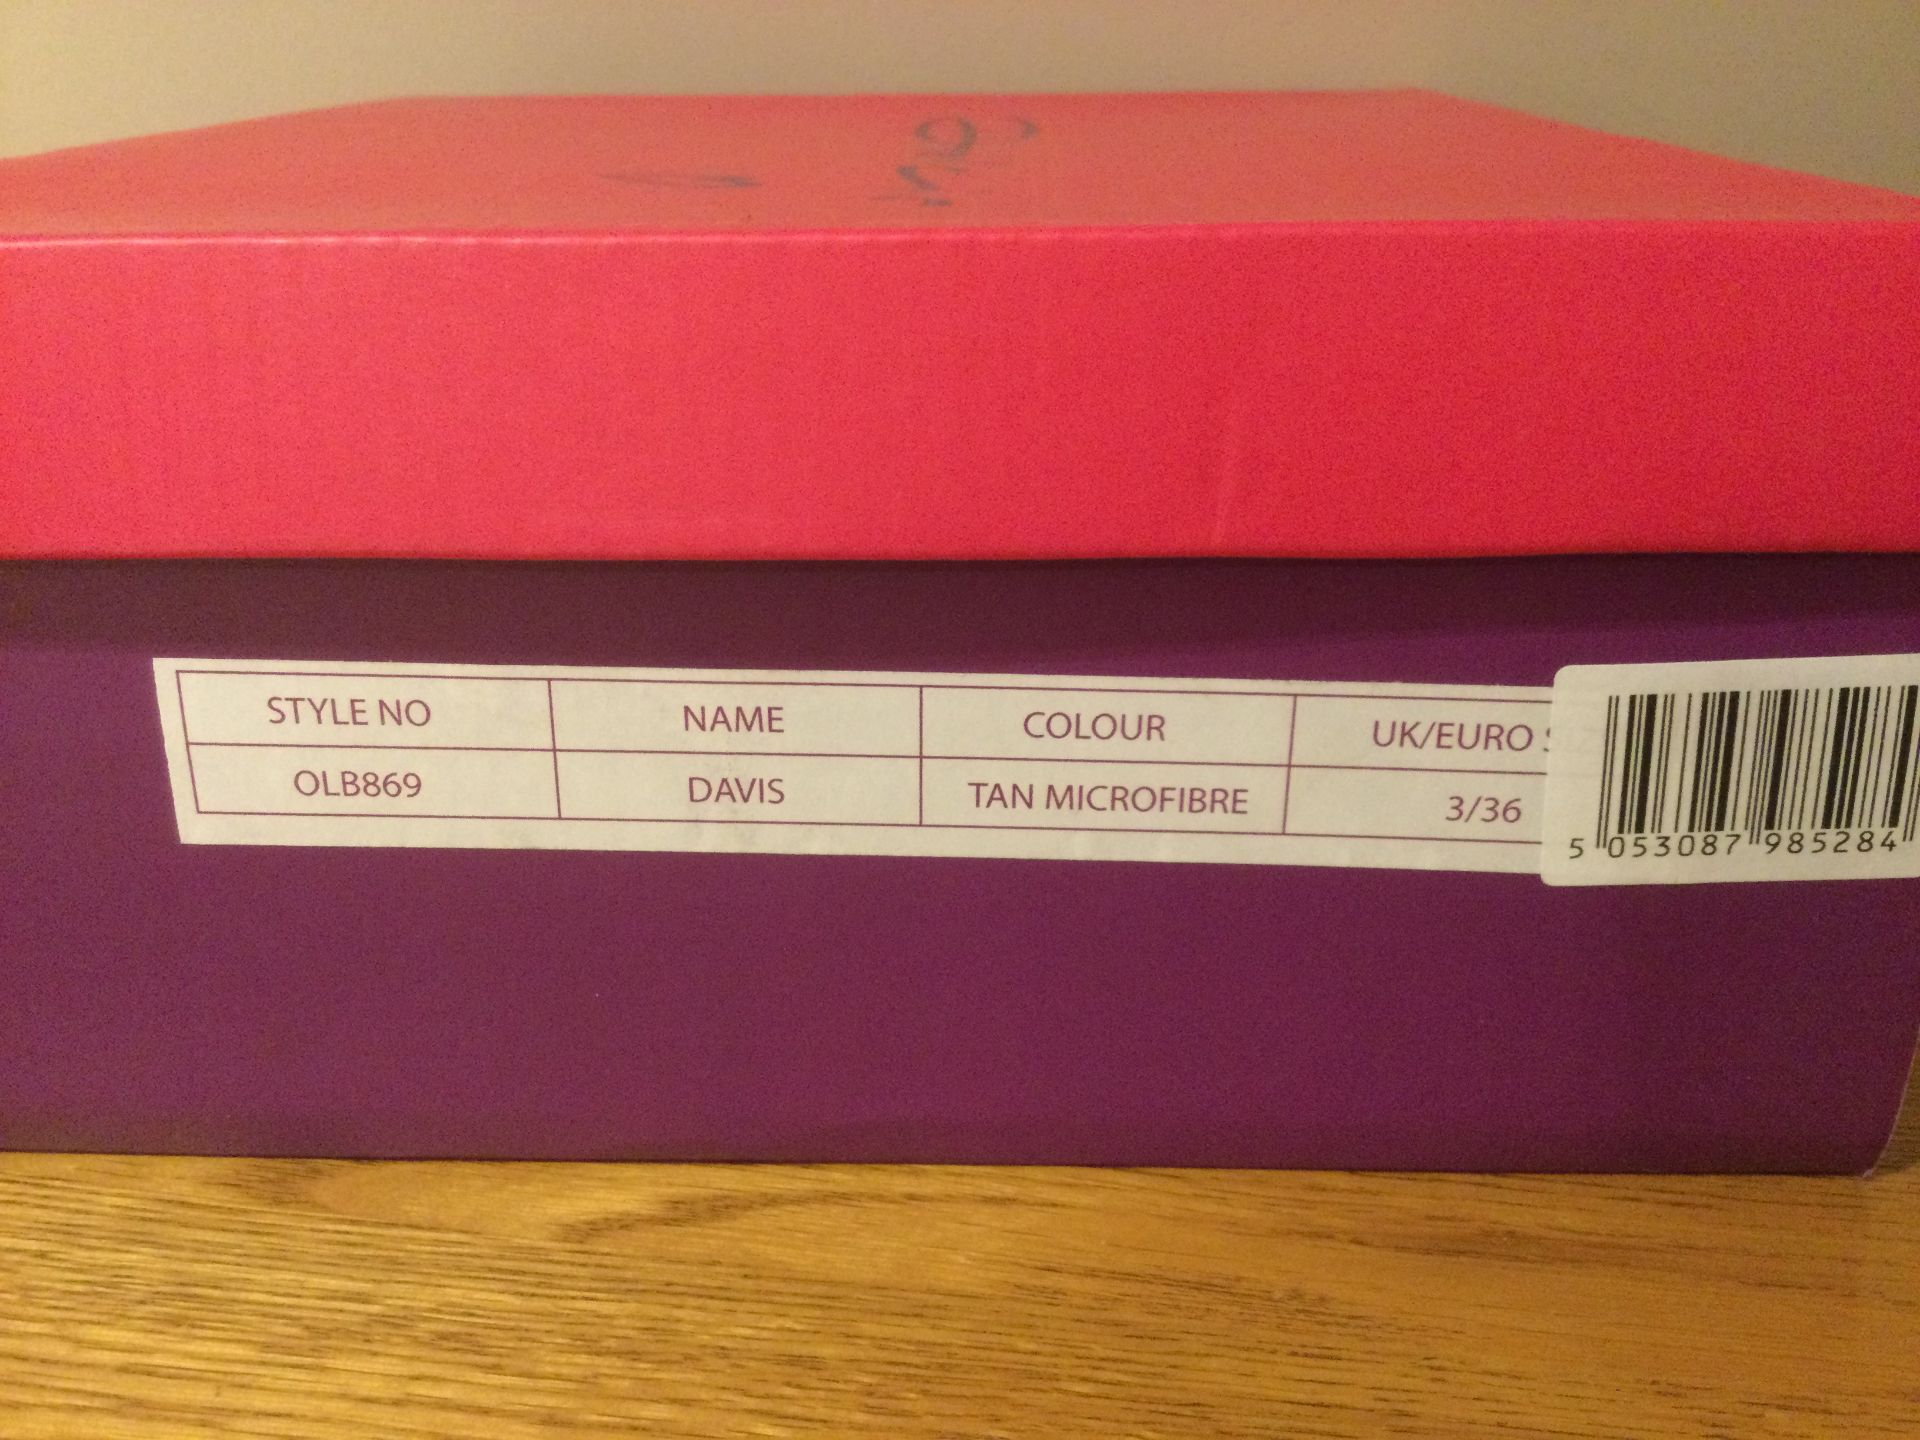 STYLE NO NAME COLOUR UK/EURO
OLB869 DAVIS TAN MICROFIBRE 3/36
5 053087 985284